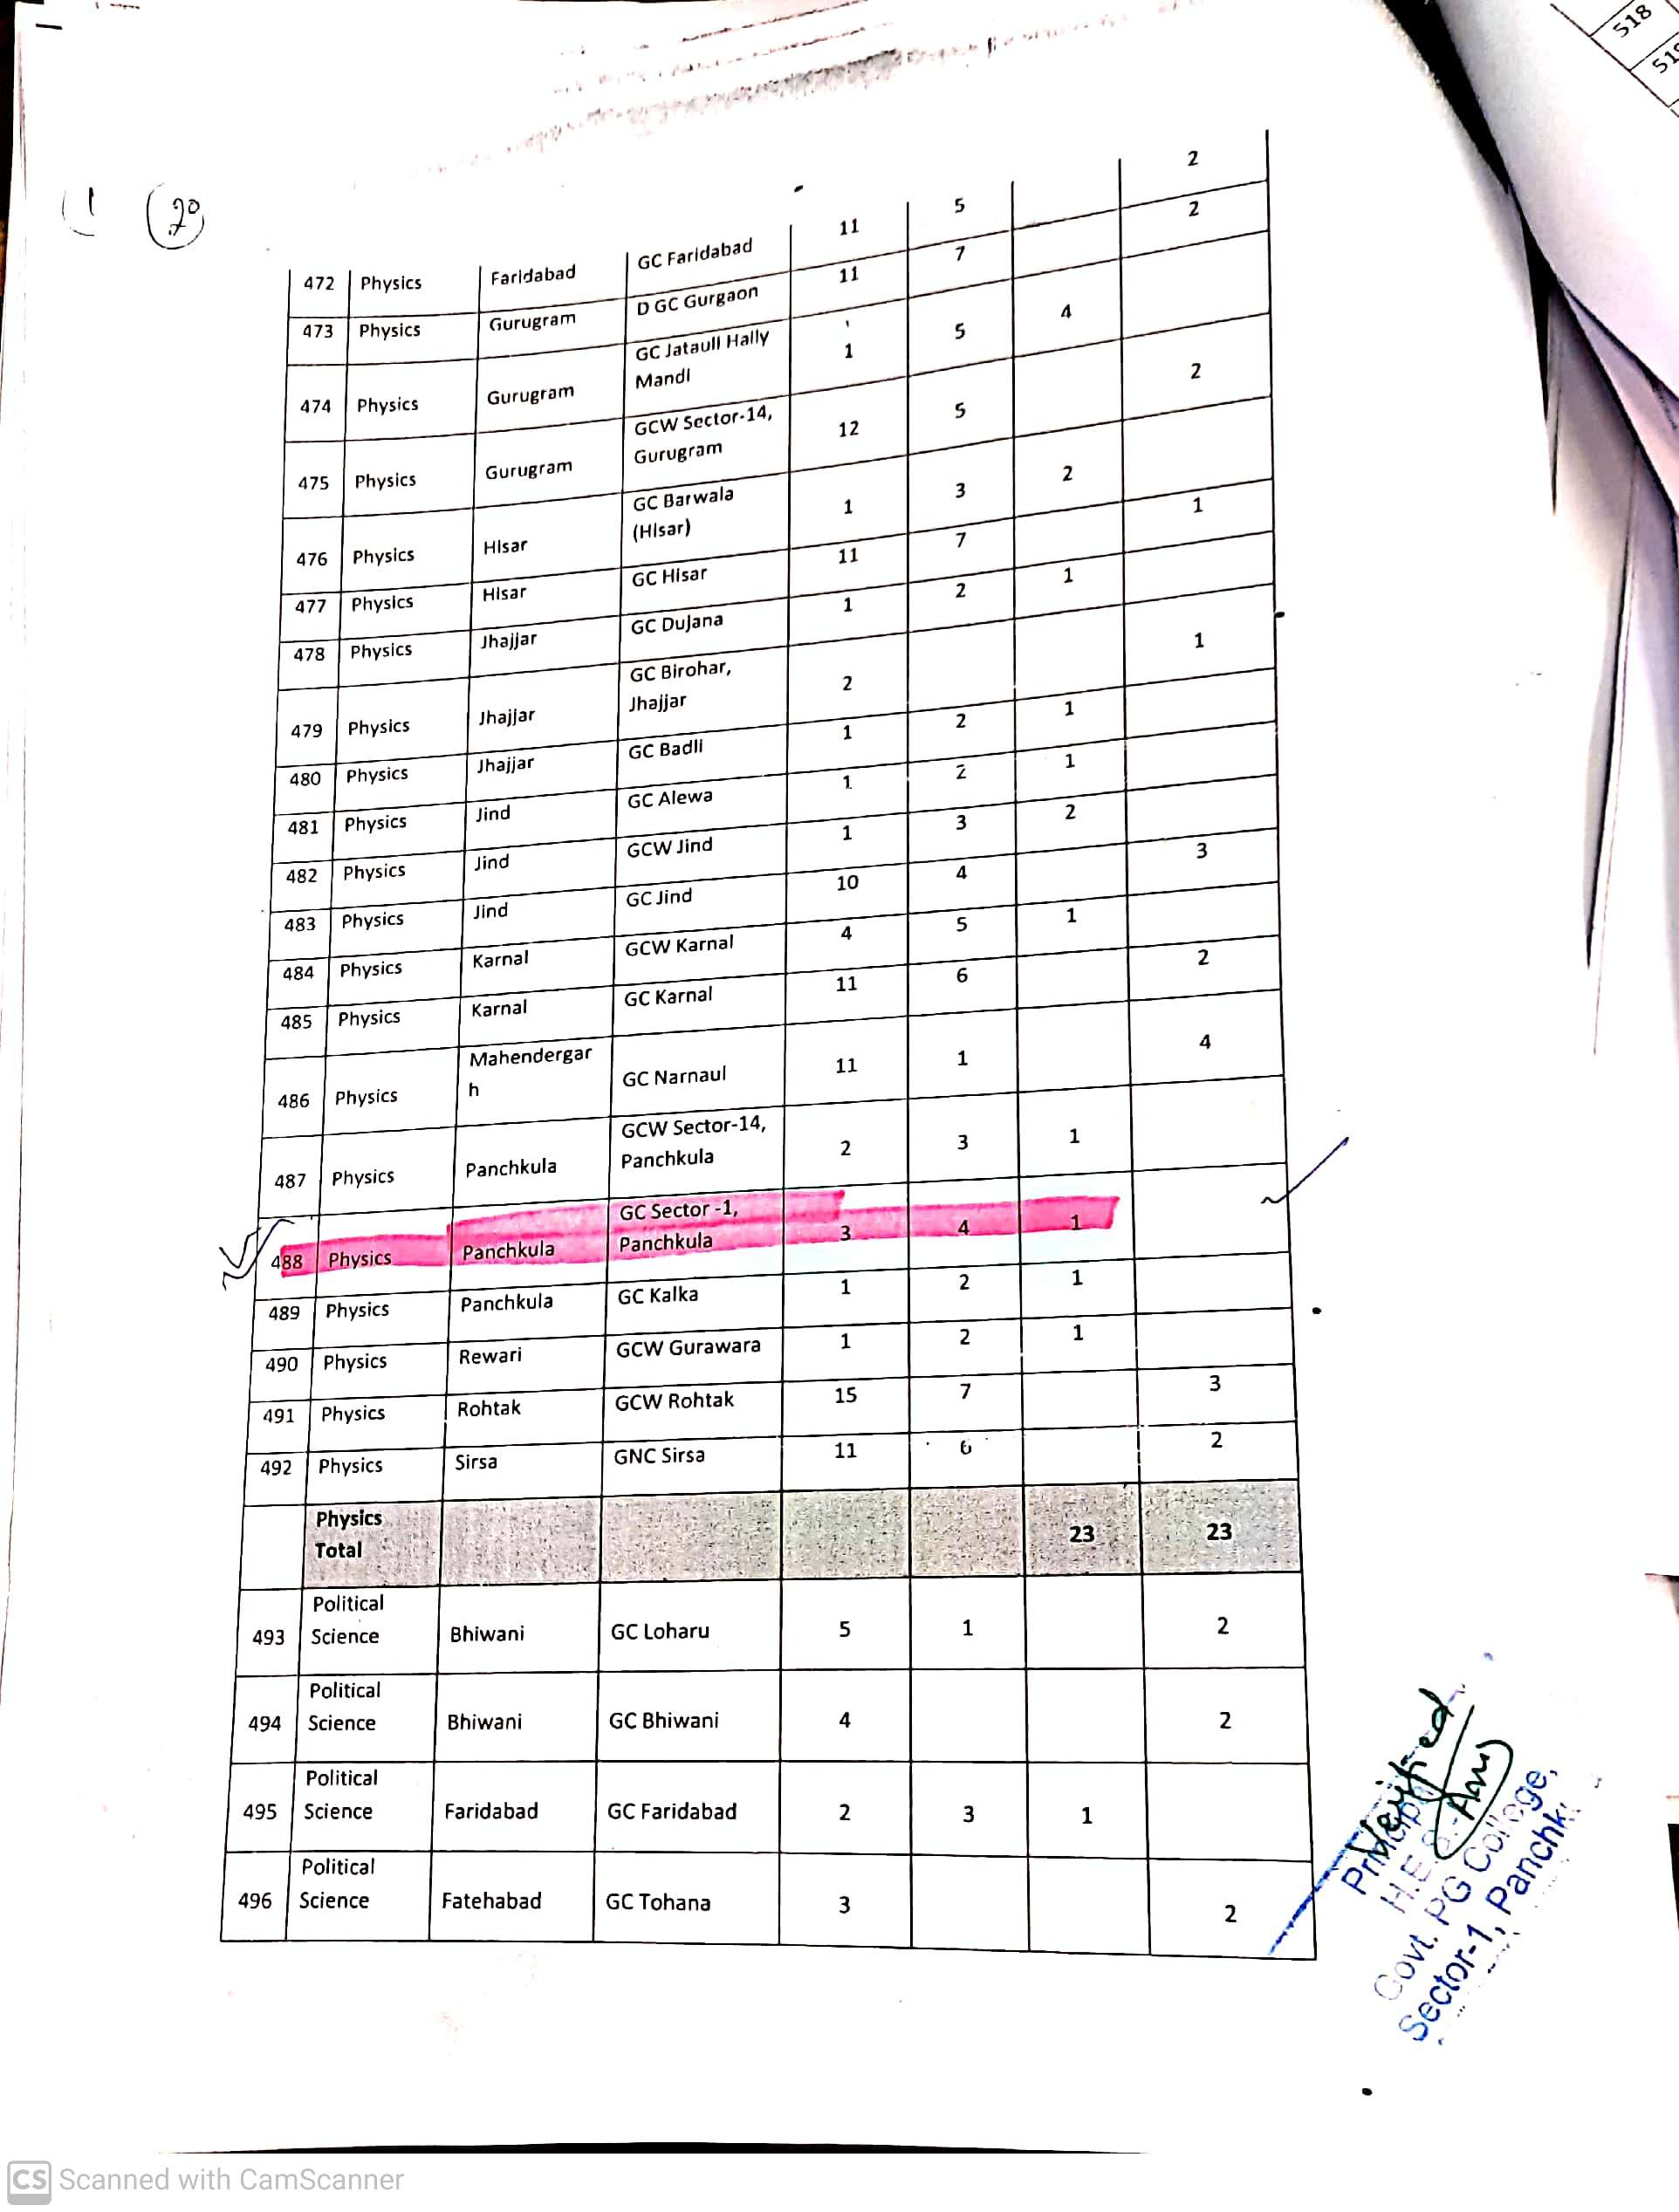 518
20
472 Physics Faridabad GC Faridabad 11 5 2
473 Physics Gurugram D GC Gurgaon 11 7 2
474 Physics Gurugram GC Jatauli Hally
Mandi 1 5 4
475 Physics Gurugram GCW Sector-14,
Gurugram 12 5 2
476 Physics Hisar GC Barwala
(Hisar) 1 3 2
477 Physics Hisar GC Hisar 11 7 1
478 Physics Jhajjar GC Dujana 1 2 1
479 Physics Jhajjar GC Birohar,
Jhajjar 2 1
480 Physics Jhajjar GC Badli 1 2 1
481 Physics Jind GC Alewa 1 2 1
482 Physics Jind GCW Jind 1 3 2
483 Physics Jind GC Jind 10 4 3
484 Physics Karnal GCW Karnal 4 5 1
485 Physics Karnal GC Karnal 11 6 2
486 Physics Mahendergar
h GC Narnaul 11 1 4
487 Physics Panchkula GCW Sector-14,
Panchkula 2 3 1
488 Physics Panchkula GC Sector -1,
Panchkula 3 4 1
489 Physics Panchkula GC Kalka 1 2 1
490 Physics Rewari GCW Gurawara 1 2 1
491 Physics Rohtak GCW Rohtak 15 7 3
492 Physics Sirsa GNC Sirsa 11 6 2
Physics
Total 23 23
Political
493 Science Bhiwani GC Loharu 5 1 2
Political
494 Science Bhiwani GC Bhiwani 4 2
Political
495 Science Faridabad GC Faridabad 2 3 1
Political
496 Science Fatehabad GC Tohana 3 2
Verified
Principal
Govt. PG College,
Sector-1, Panchk
CS Scanned with CamScanner